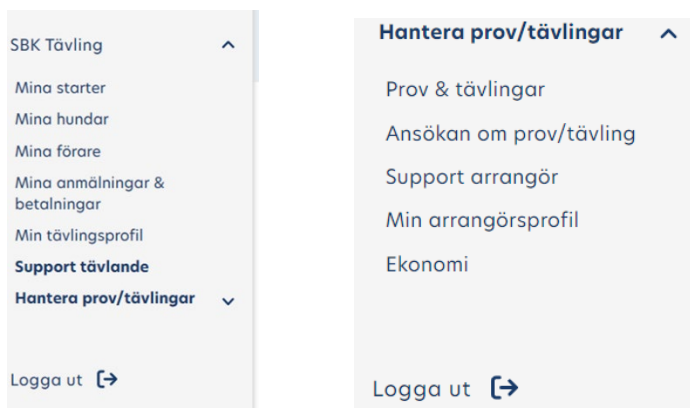 SBK Tävling
Mina starter
Mina hundar
Mina förare
Mina anmälningar &
betalningar
Min tävlingsprofil
Support tävlande
Hantera prov/tävlingar
Logga ut
Hantera prov/tävlingar
Prov & tävlingar
Ansökan om prov/tävling
Support arrangör
Min arrangörsprofil
Ekonomi
Logga ut